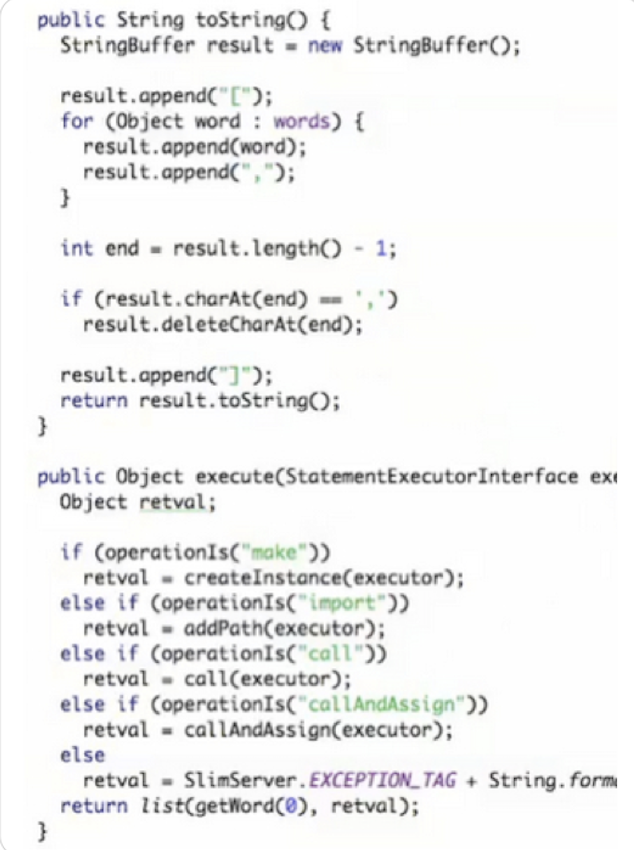 public String toString() {
StringBuffer result = new StringBuffer();
result.append("[");
for (Object word : words) {
result.append(word);
result.append(",");
}
int end = result.length() - 1;
if (result.charAt(end) == ',')
result.deleteCharAt(end);
result.append("]");
return result.toString();
}
public Object execute(StatementExecutorInterface exe
Object retval;
if (operationIs("make"))
retval = createInstance(executor);
else if (operationIs("import"))
retval = addPath(executor);
else if (operationIs("call"))
retval = call(executor);
else if (operationIs("callAndAssign"))
retval = callAndAssign(executor);
else
retval = SlimServer.EXCEPTION_TAG + String.forma
return list(getWord(0), retval);
}